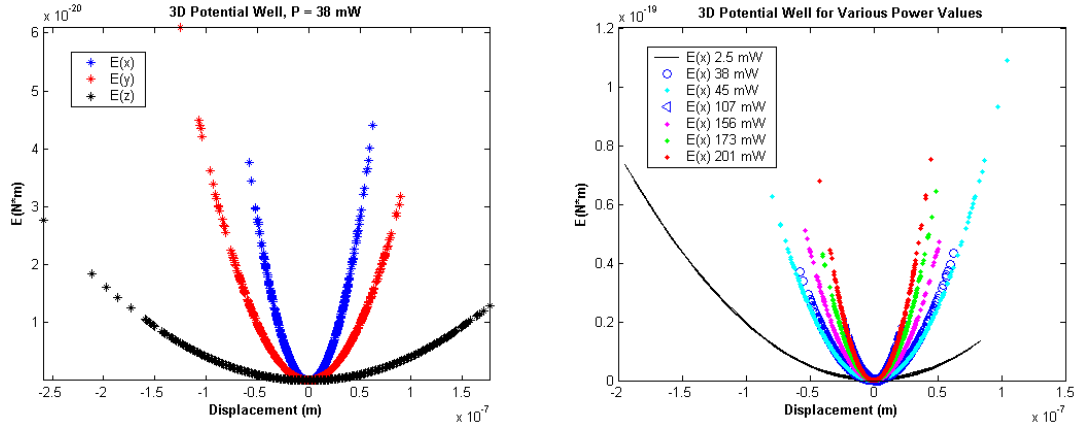 3D Potential Well, P = 38 mW
x 10^-20
6
5
4
3
2
1
E(N*m)
E(x)
E(y)
E(z)
-2.5 -2 -1.5 -1 -0.5 0 0.5 1 1.5
Displacement (m)
x 10^-7
3D Potential Well for Various Power Values
x 10^-19
1.2
1
0.8
0.6
0.4
0.2
0
E(N*m)
E(x) 2.5 mW
E(x) 38 mW
E(x) 45 mW
E(x) 107 mW
E(x) 156 mW
E(x) 173 mW
E(x) 201 mW
-2 -1.5 -1 -0.5 0 0.5 1 1.5
Displacement (m)
x 10^-7